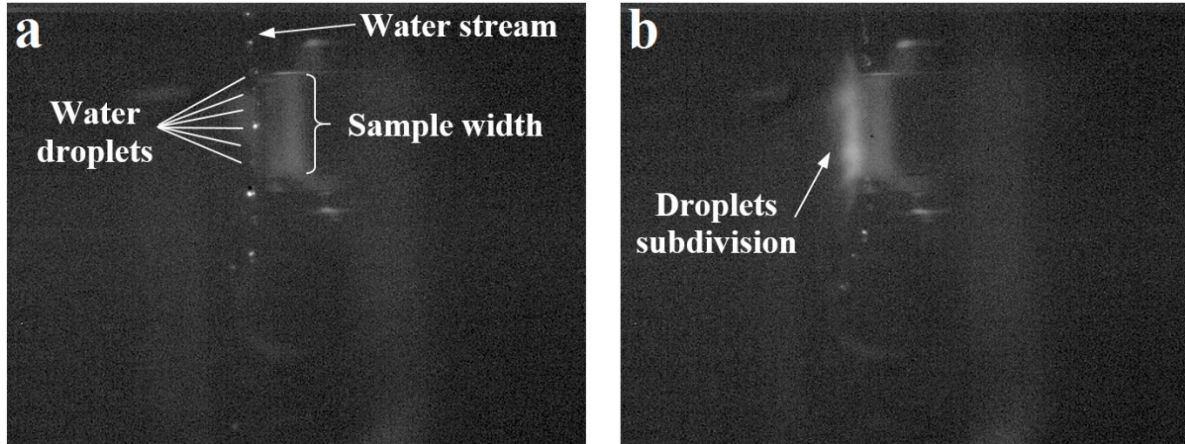 a
Water stream
Water
droplets
Sample width
b
Droplets
subdivision